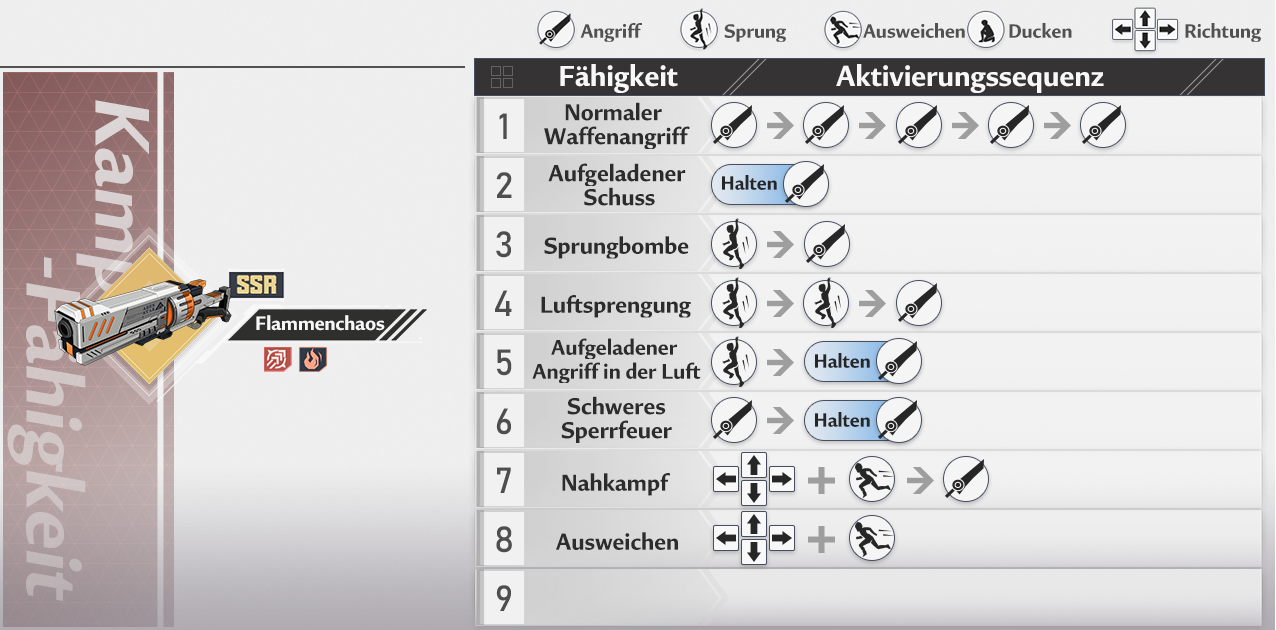 Angriff
Sprung
Ausweichen
Ducken
Richtung
Fähigkeit
Aktivierungssequenz
1
Normaler
Waffenangriff
2
Aufgeladener
Schuss
Halten
3
Sprungbombe
4
Luftsprengung
5
Aufgeladener
Angriff in der Luft
Halten
6
Schweres
Sperrfeuer
Halten
7
Nahkampf
8
Ausweichen
9
Kampf
-Fähigkeit
SSR
Flammenchaos